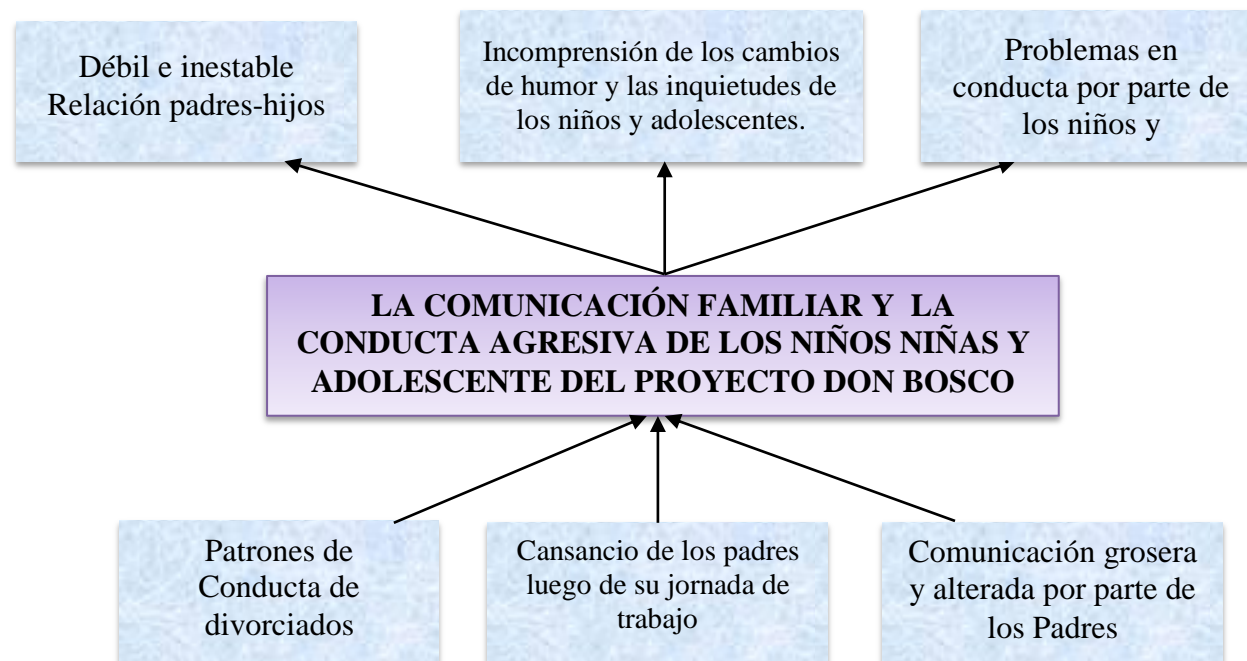 Débil e inestable
Relación padres-hijos
Incomprensión de los cambios
de humor y las inquietudes de
los niños y adolescentes.
Problemas en
conducta por parte de
los niños y
LA COMUNICACIÓN FAMILIAR Y LA
CONDUCTA AGRESIVA DE LOS NIÑOS NIÑAS Y
ADOLESCENTE DEL PROYECTO DON BOSCO
Patrones de
Conducta de
divorciados
Cansancio de los padres
luego de su jornada de
trabajo
Comunicación grosera
y alterada por parte de
los Padres